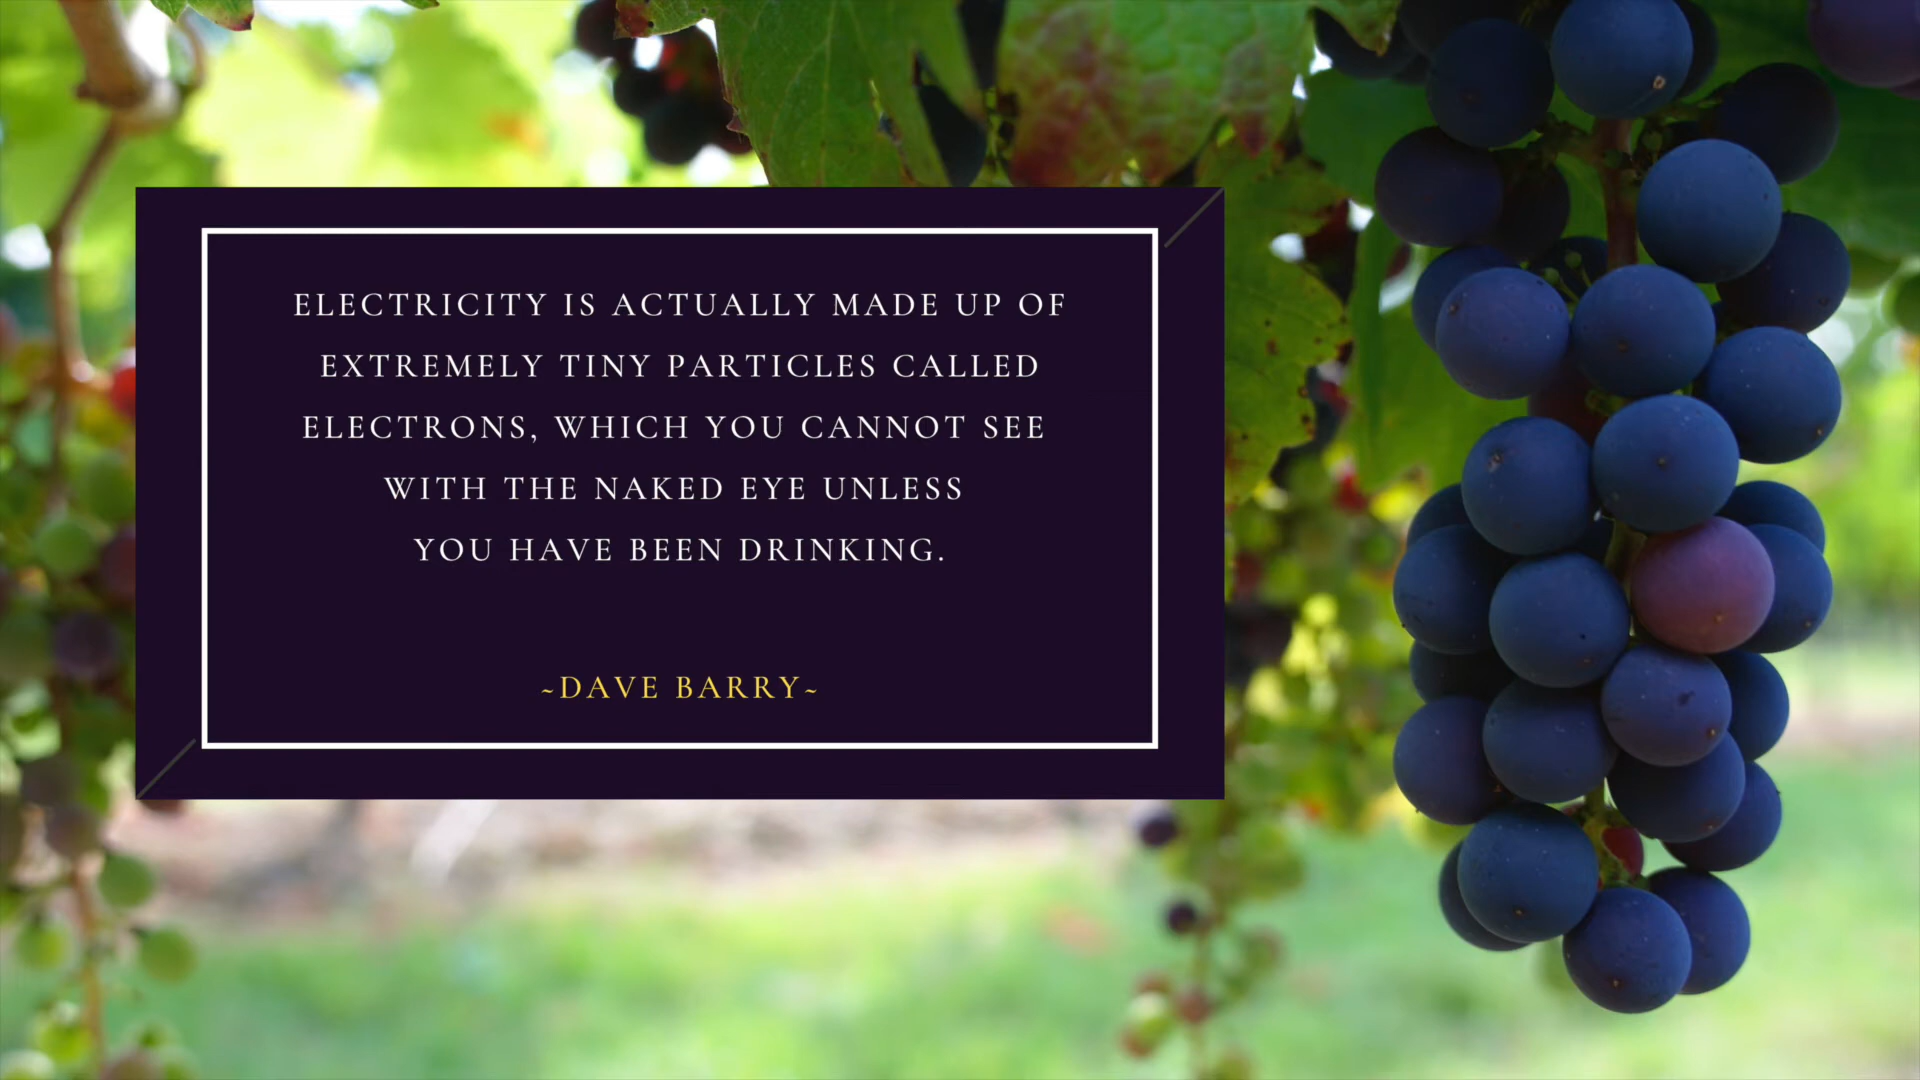 ELECTRICITY IS ACTUALLY MADE UP OF
EXTREMELY TINY PARTICLES CALLED
ELECTRONS, WHICH YOU CANNOT SEE
WITH THE NAKED EYE UNLESS
YOU HAVE BEEN DRINKING.
~DAVE BARRY~